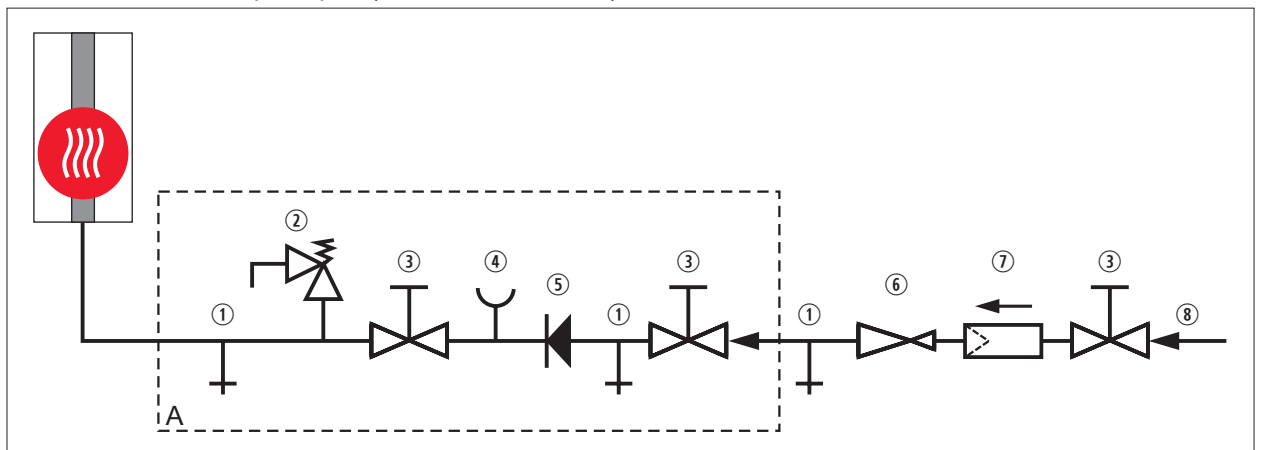 ② ③ ④ ⑤ ③ ⑥ ⑦ ③
① ① ① ⑧
A